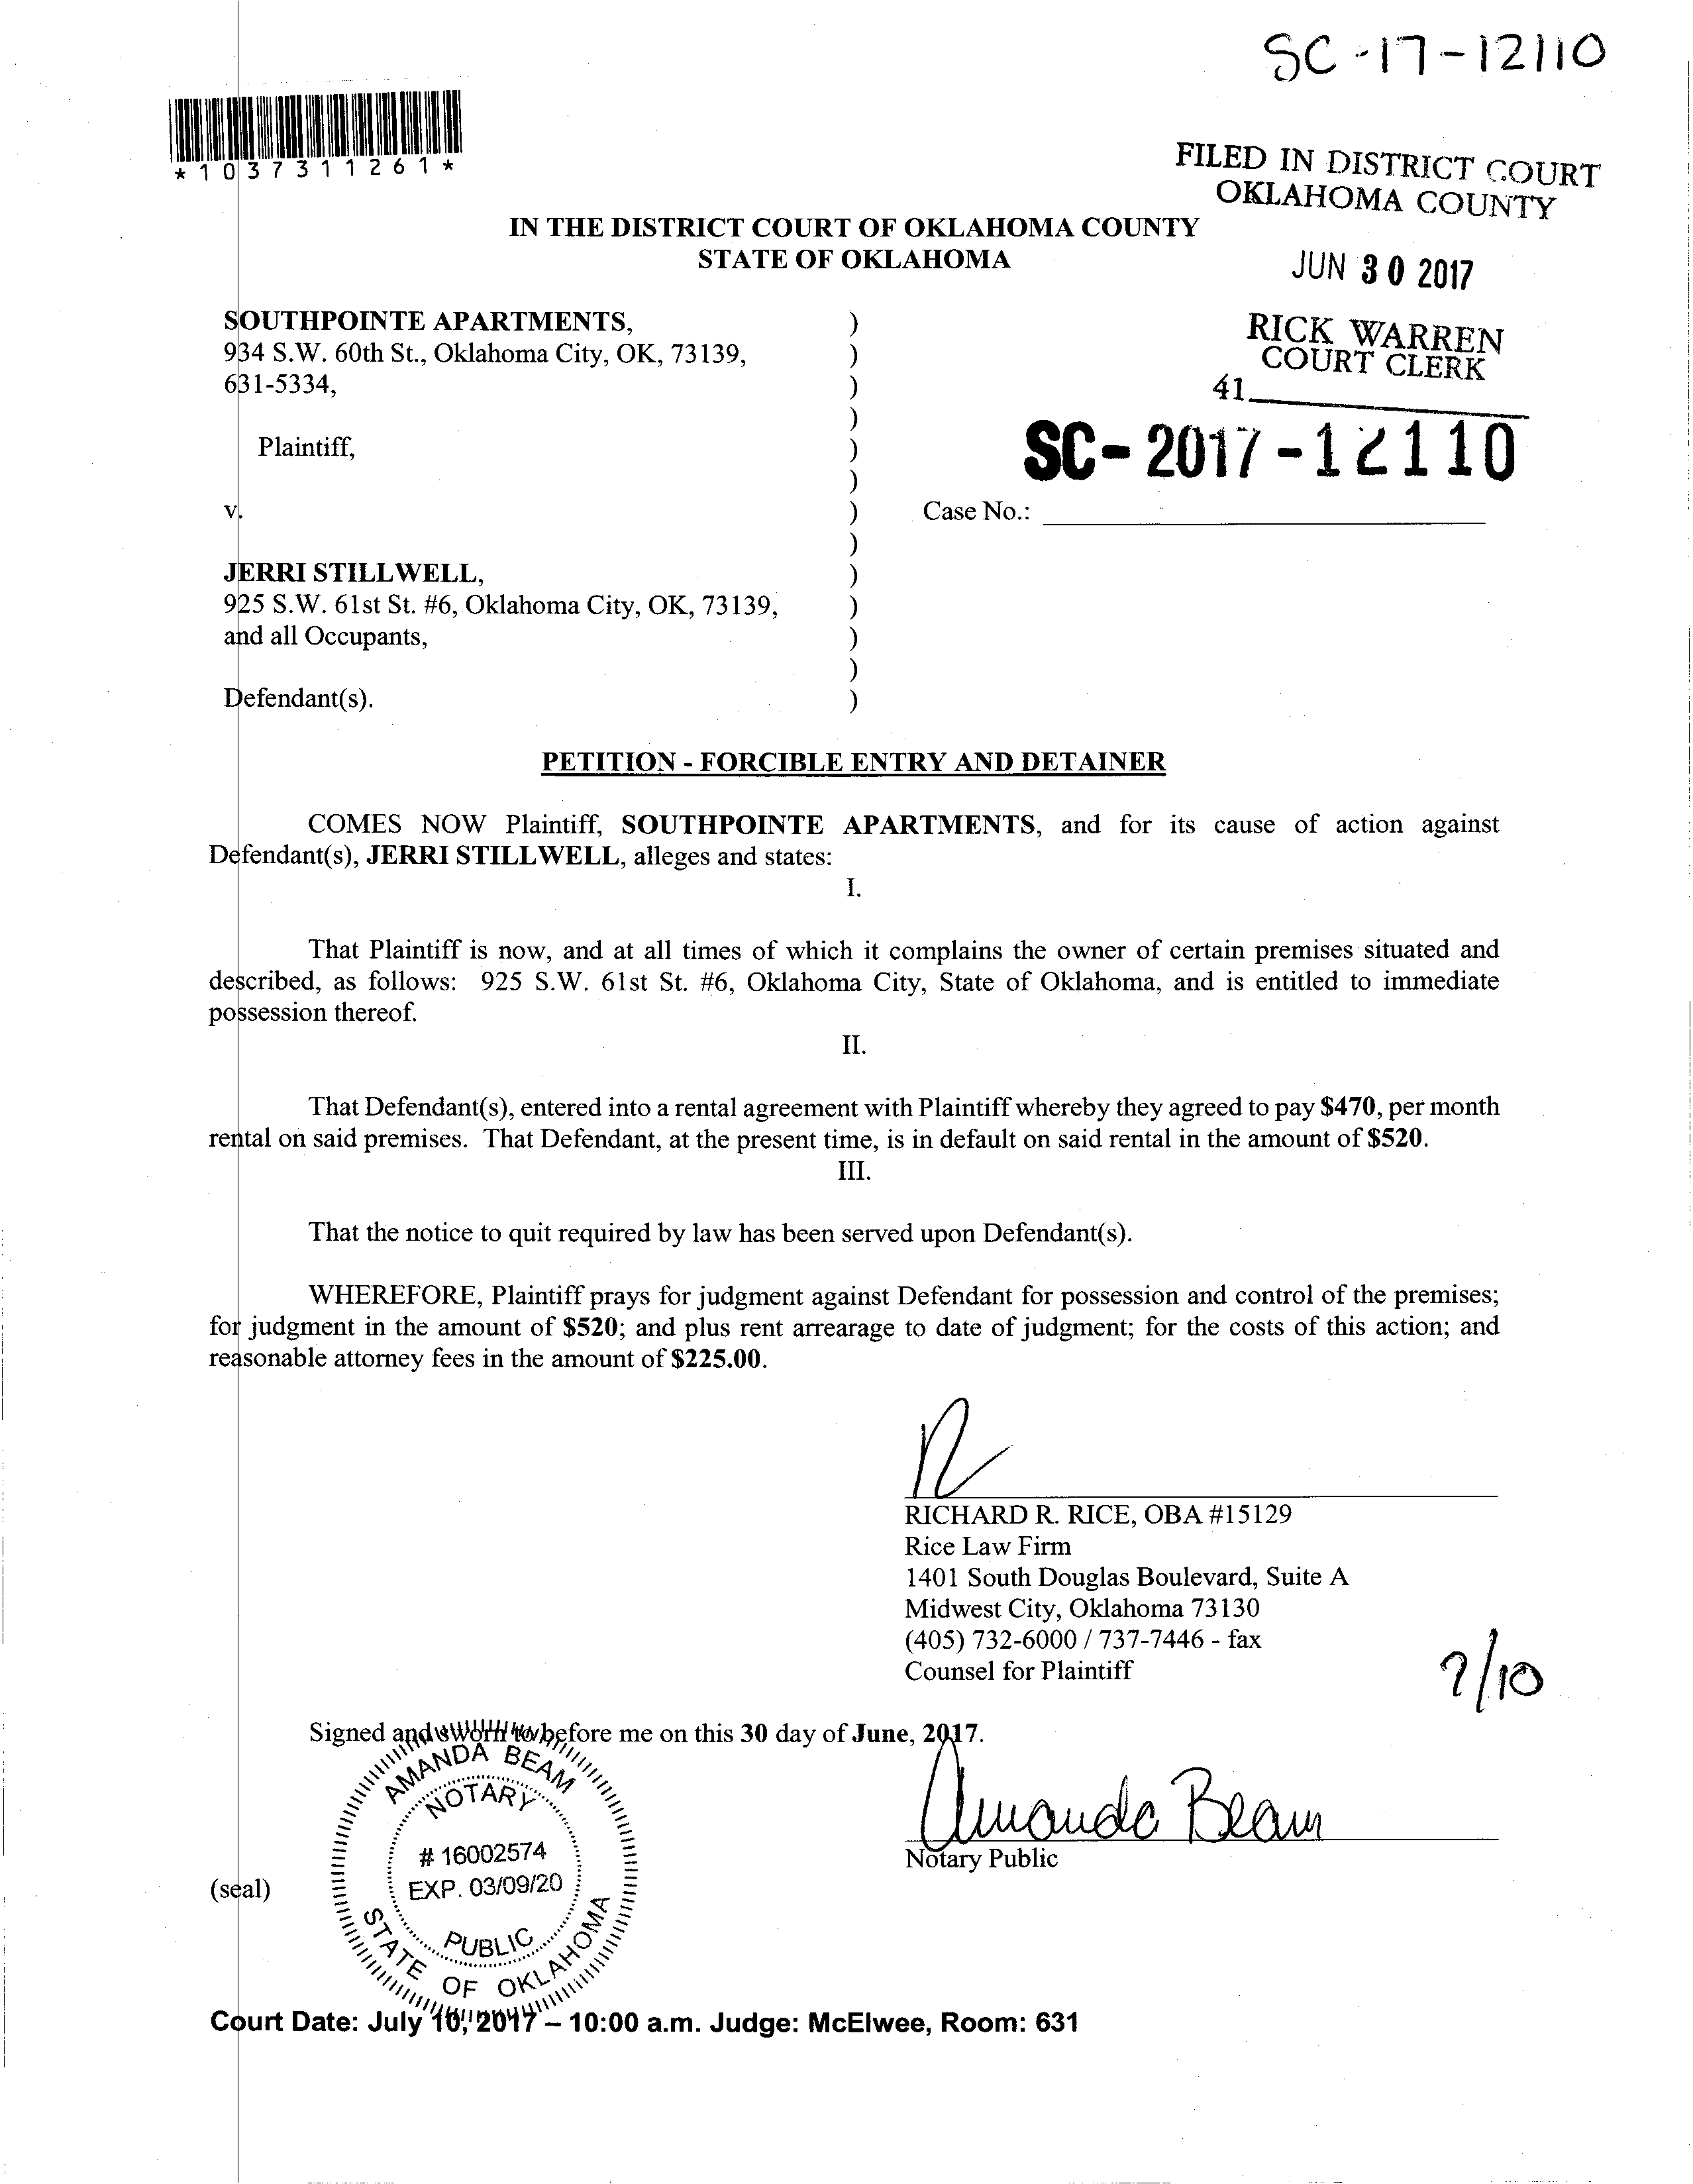 SC-17-12110
*1037311261*
FILED IN DISTRICT COURT
OKLAHOMA COUNTY
IN THE DISTRICT COURT OF OKLAHOMA COUNTY
STATE OF OKLAHOMA
JUN 30 2017
RICK WARREN
COURT CLERK
41
SOUTHPOINTE APARTMENTS, )
934 S.W. 60th St., Oklahoma City, OK, 73139, )
631-5334, )
)
Plaintiff, )
SC-2017-12110
)
v. ) Case No.:
)
JERRI STILLWELL, )
925 S.W. 61st St. #6, Oklahoma City, OK, 73139, )
and all Occupants, )
)
Defendant(s). )
PETITION - FORCIBLE ENTRY AND DETAINER
COMES NOW Plaintiff, SOUTHPOINTE APARTMENTS, and for its cause of action against
Defendant(s), JERRI STILLWELL, alleges and states:
I.
That Plaintiff is now, and at all times of which it complains the owner of certain premises situated and
described, as follows: 925 S.W. 61st St. #6, Oklahoma City, State of Oklahoma, and is entitled to immediate
possession thereof.
II.
That Defendant(s), entered into a rental agreement with Plaintiff whereby they agreed to pay $470, per month
rental on said premises. That Defendant, at the present time, is in default on said rental in the amount of $520.
III.
That the notice to quit required by law has been served upon Defendant(s).
WHEREFORE, Plaintiff prays for judgment against Defendant for possession and control of the premises;
for judgment in the amount of $520; and plus rent arrearage to date of judgment; for the costs of this action; and
reasonable attorney fees in the amount of $225.00.
RICHARD R. RICE, OBA #15129
Rice Law Firm
1401 South Douglas Boulevard, Suite A
Midwest City, Oklahoma 73130
(405) 732-6000 / 737-7446 - fax
Counsel for Plaintiff
7/10
Signed and sworn to before me on this 30 day of June, 2017.
Amanda Beam
Notary Public
(seal)
AMANDA BEAM
NOTARY
# 16002574
EXP. 03/09/20
PUBLIC
STATE OF OKLAHOMA
Court Date: July 10, 2017 – 10:00 a.m. Judge: McElwee, Room: 631